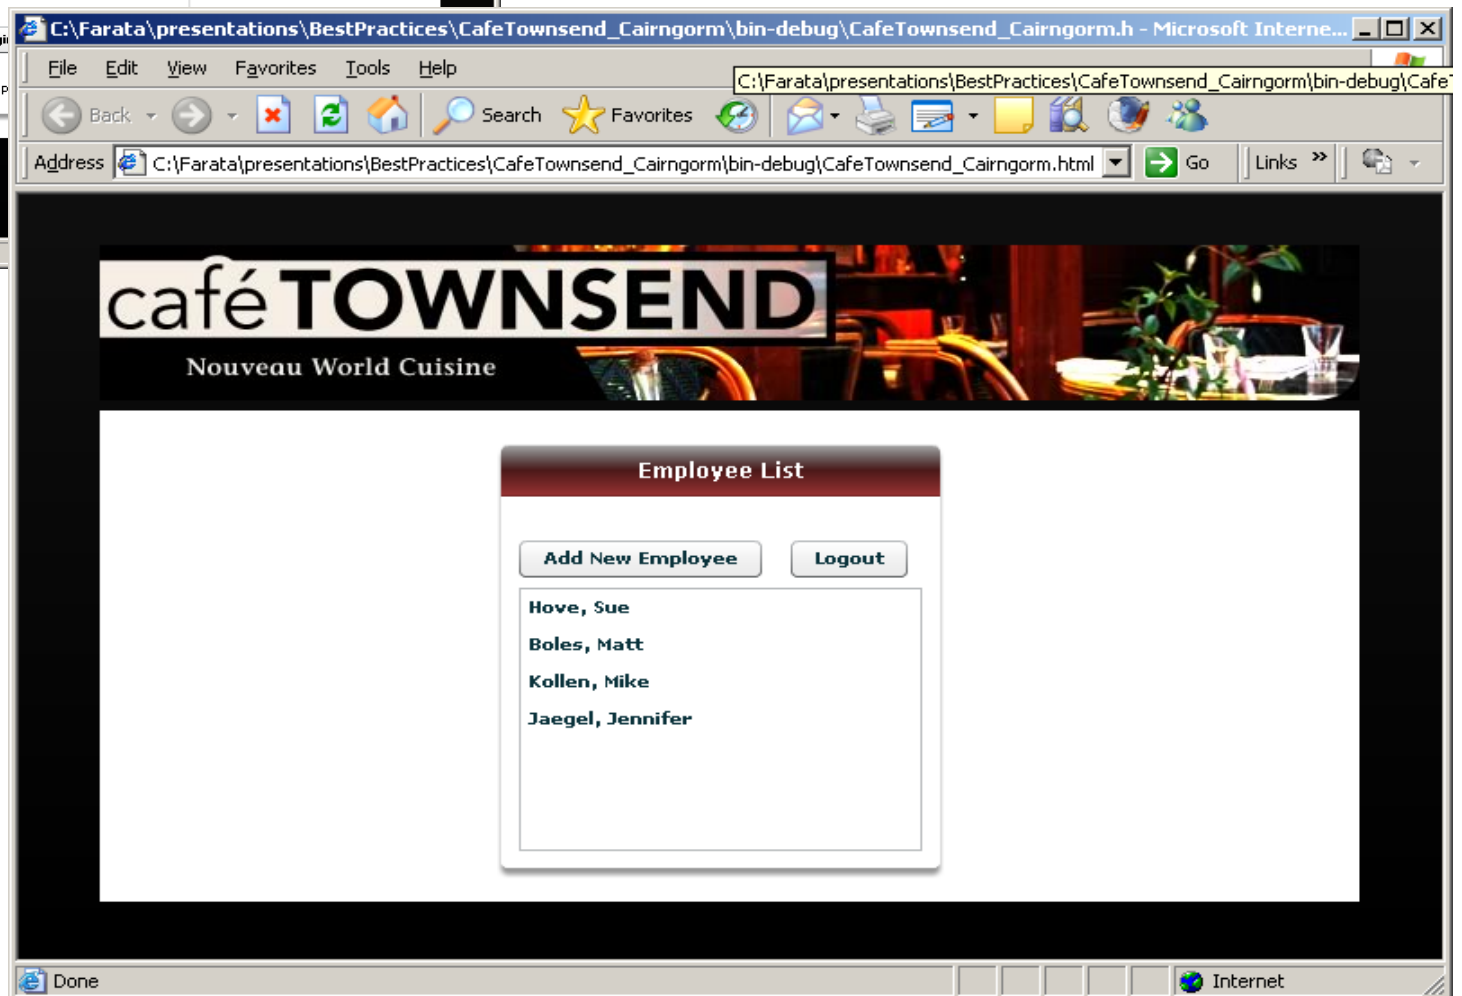 C:\Farata\presentations\BestPractices\CafeTownsend_Cairngorm\bin-debug\CafeTownsend_Cairngorm.h - Microsoft Interne...
File Edit View Favorites Tools Help
C:\Farata\presentations\BestPractices\CafeTownsend_Cairngorm\bin-debug\CafeT
Back Search Favorites
Address C:\Farata\presentations\BestPractices\CafeTownsend_Cairngorm\bin-debug\CafeTownsend_Cairngorm.html Go Links »
café TOWNSEND
Nouveau World Cuisine
Employee List
Add New Employee Logout
Hove, Sue
Boles, Matt
Kollen, Mike
Jaegel, Jennifer
Done Internet